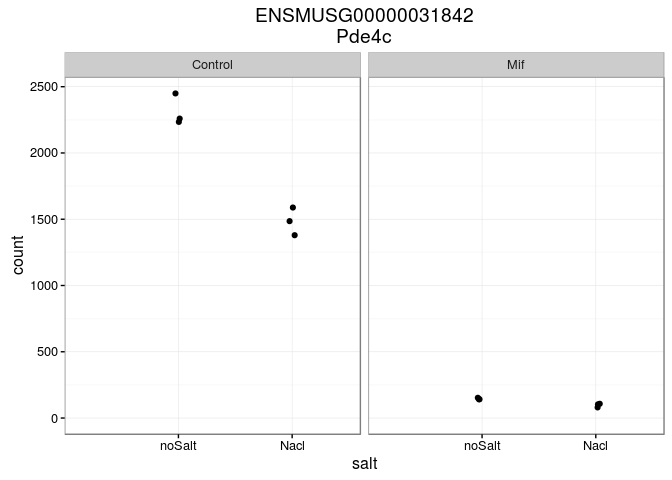 ENSMUSG00000031842
Pde4c
Control Mif
2500
2000
1500
1000
500
0
count
noSalt Nacl noSalt Nacl
salt